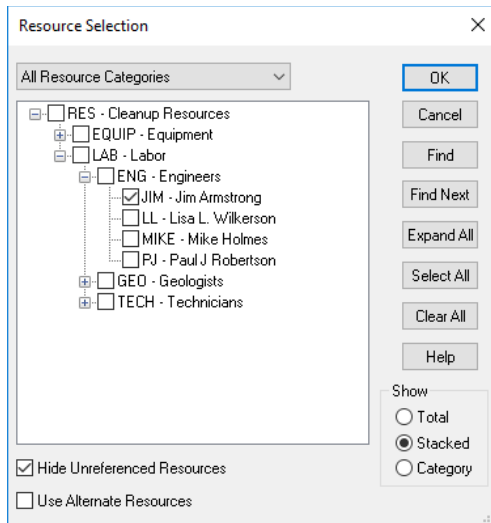 Resource Selection
All Resource Categories
RES - Cleanup Resources
EQUIP - Equipment
LAB - Labor
ENG - Engineers
JIM - Jim Armstrong
LL - Lisa L. Wilkerson
MIKE - Mike Holmes
PJ - Paul J Robertson
GEO - Geologists
TECH - Technicians
OK
Cancel
Find
Find Next
Expand All
Select All
Clear All
Help
Show
Total
Stacked
Category
Hide Unreferenced Resources
Use Alternate Resources